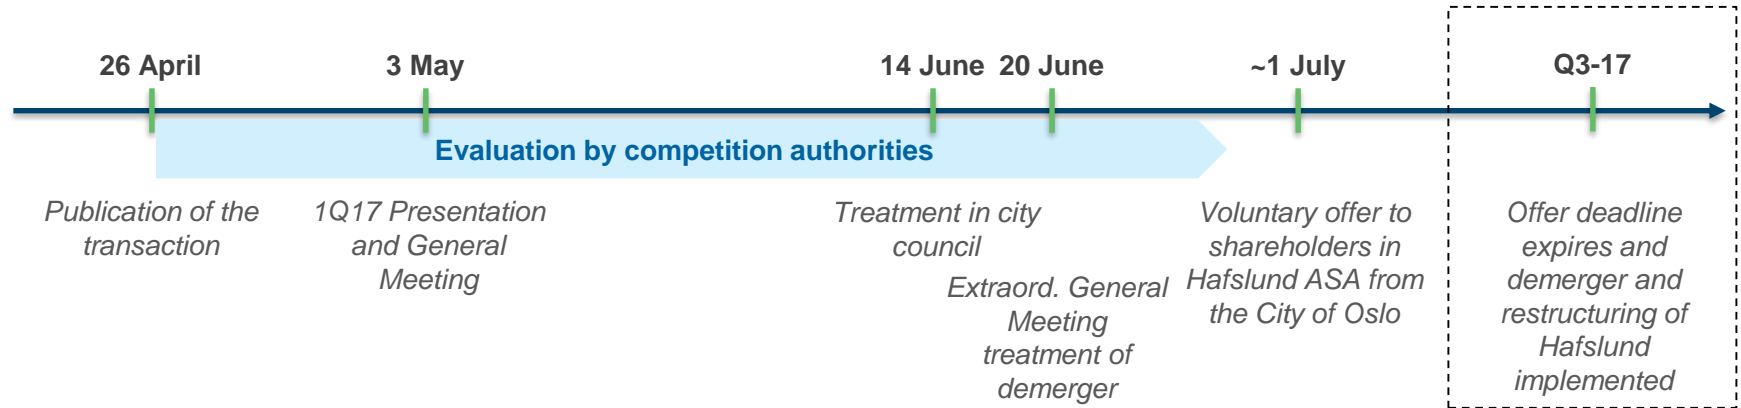 26 April
3 May
14 June
20 June
~1 July
Q3-17
Evaluation by competition authorities
Publication of the
transaction
1Q17 Presentation
and General
Meeting
Treatment in city
council
Extraord. General
Meeting
treatment of
demerger
Voluntary offer to
shareholders in
Hafslund ASA from
the City of Oslo
Offer deadline
expires and
demerger and
restructuring of
Hafslund
implemented